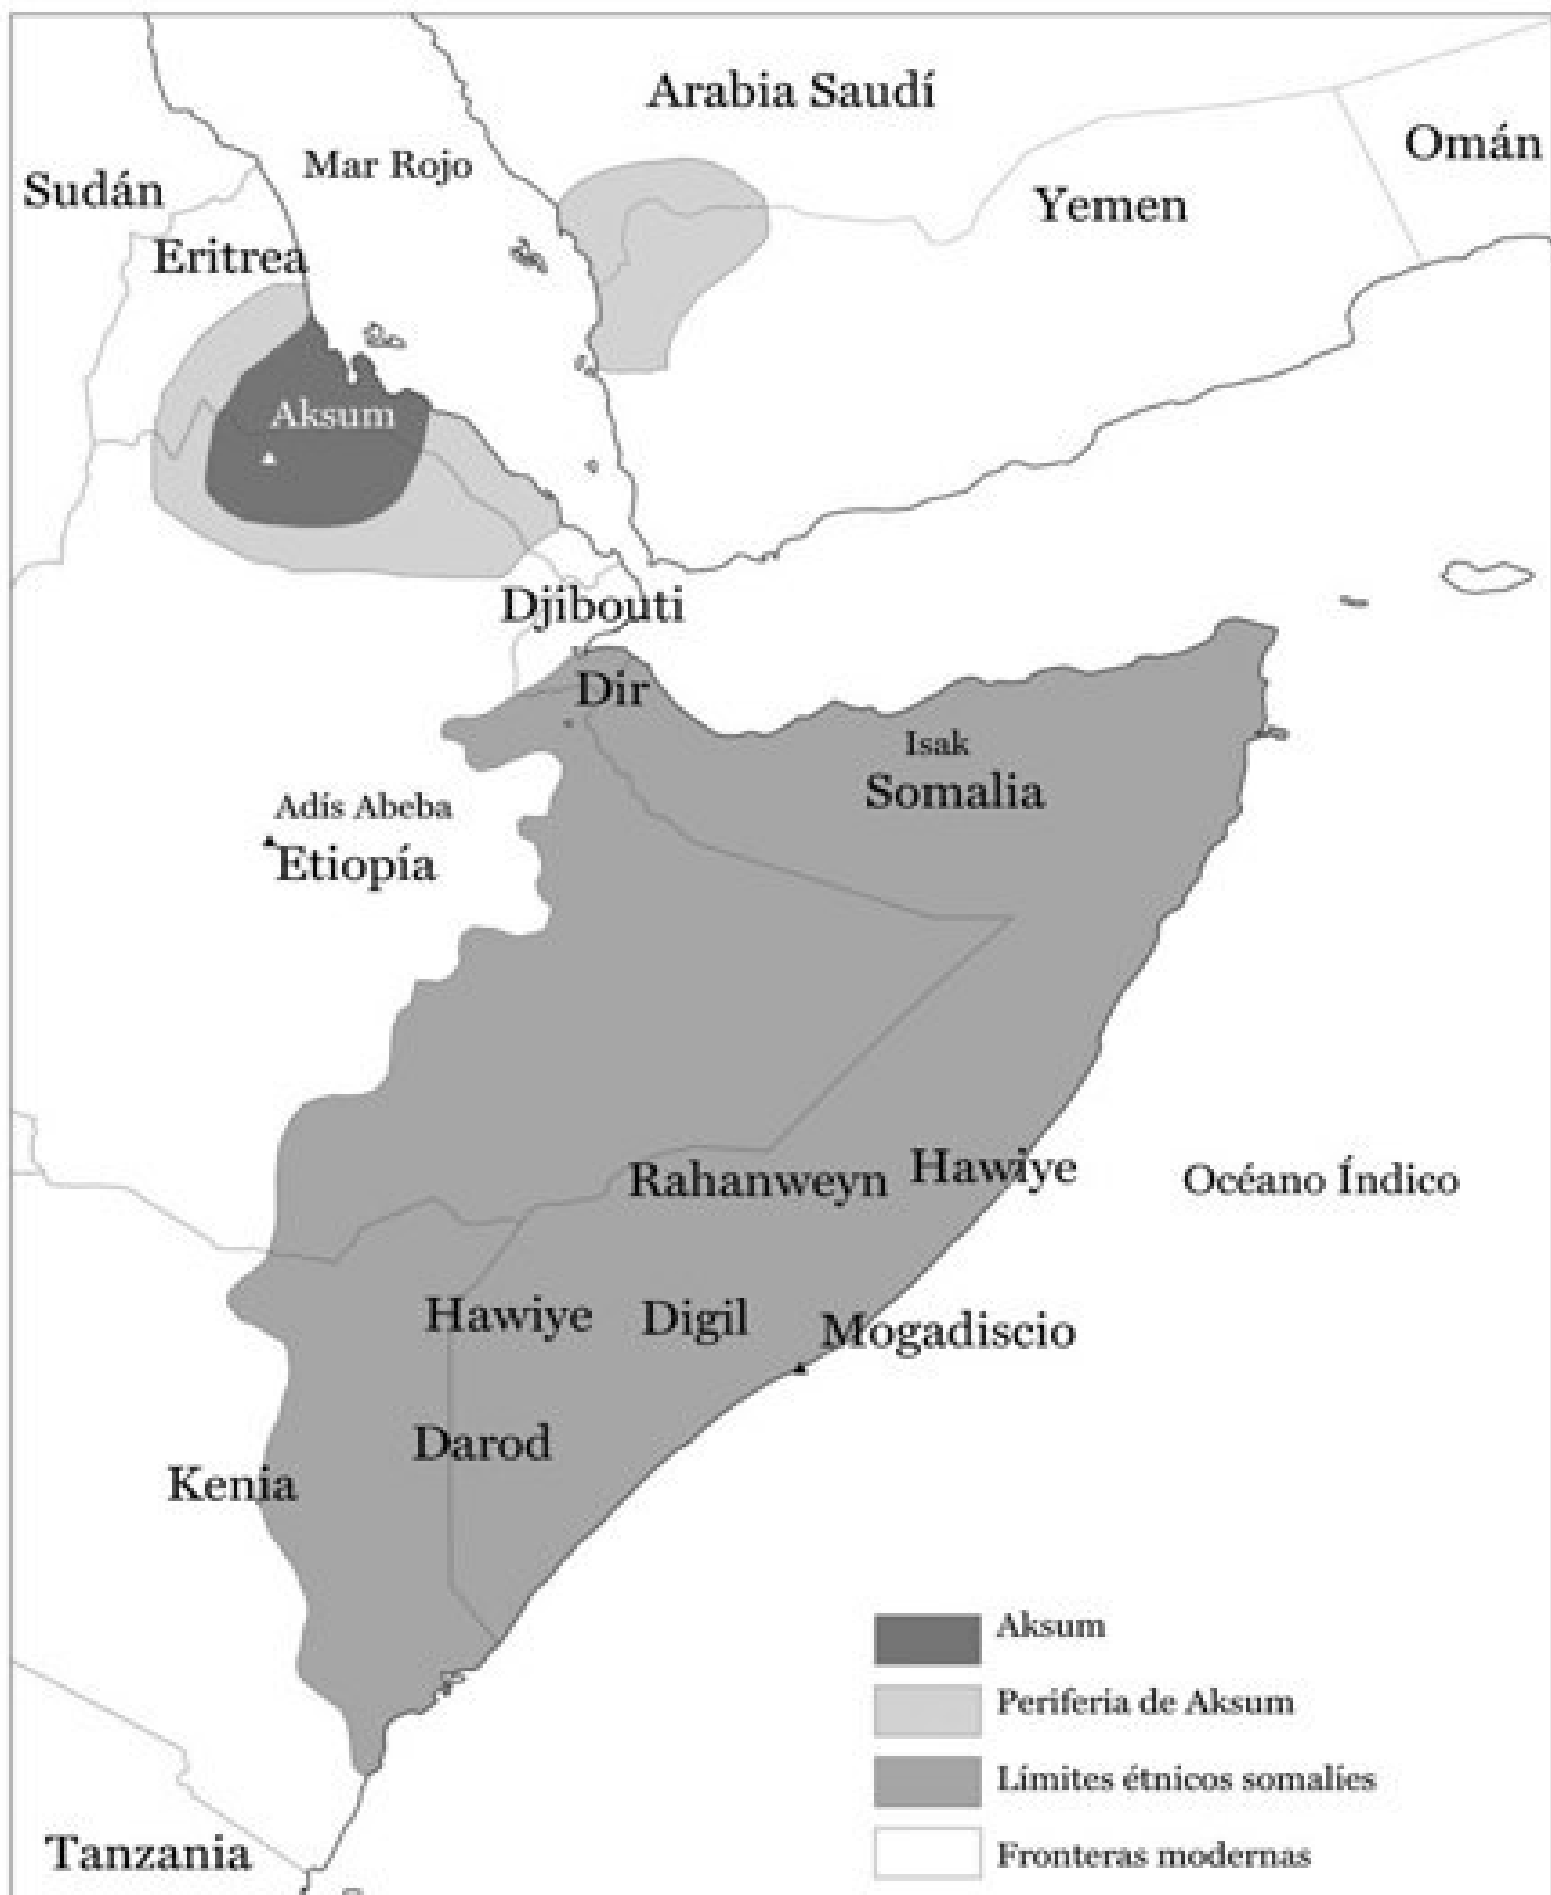 Arabia Saudí
Omán
Mar Rojo
Sudán
Yemen
Eritrea
Aksum
Djibouti
Dir
Isak
Somalia
Adís Abeba
Etiopía
Rahanweyn
Hawiye
Océano Índico
Hawiye
Digil
Mogadiscio
Darod
Kenia
Aksum
Periferia de Aksum
Límites étnicos somalíes
Fronteras modernas
Tanzania